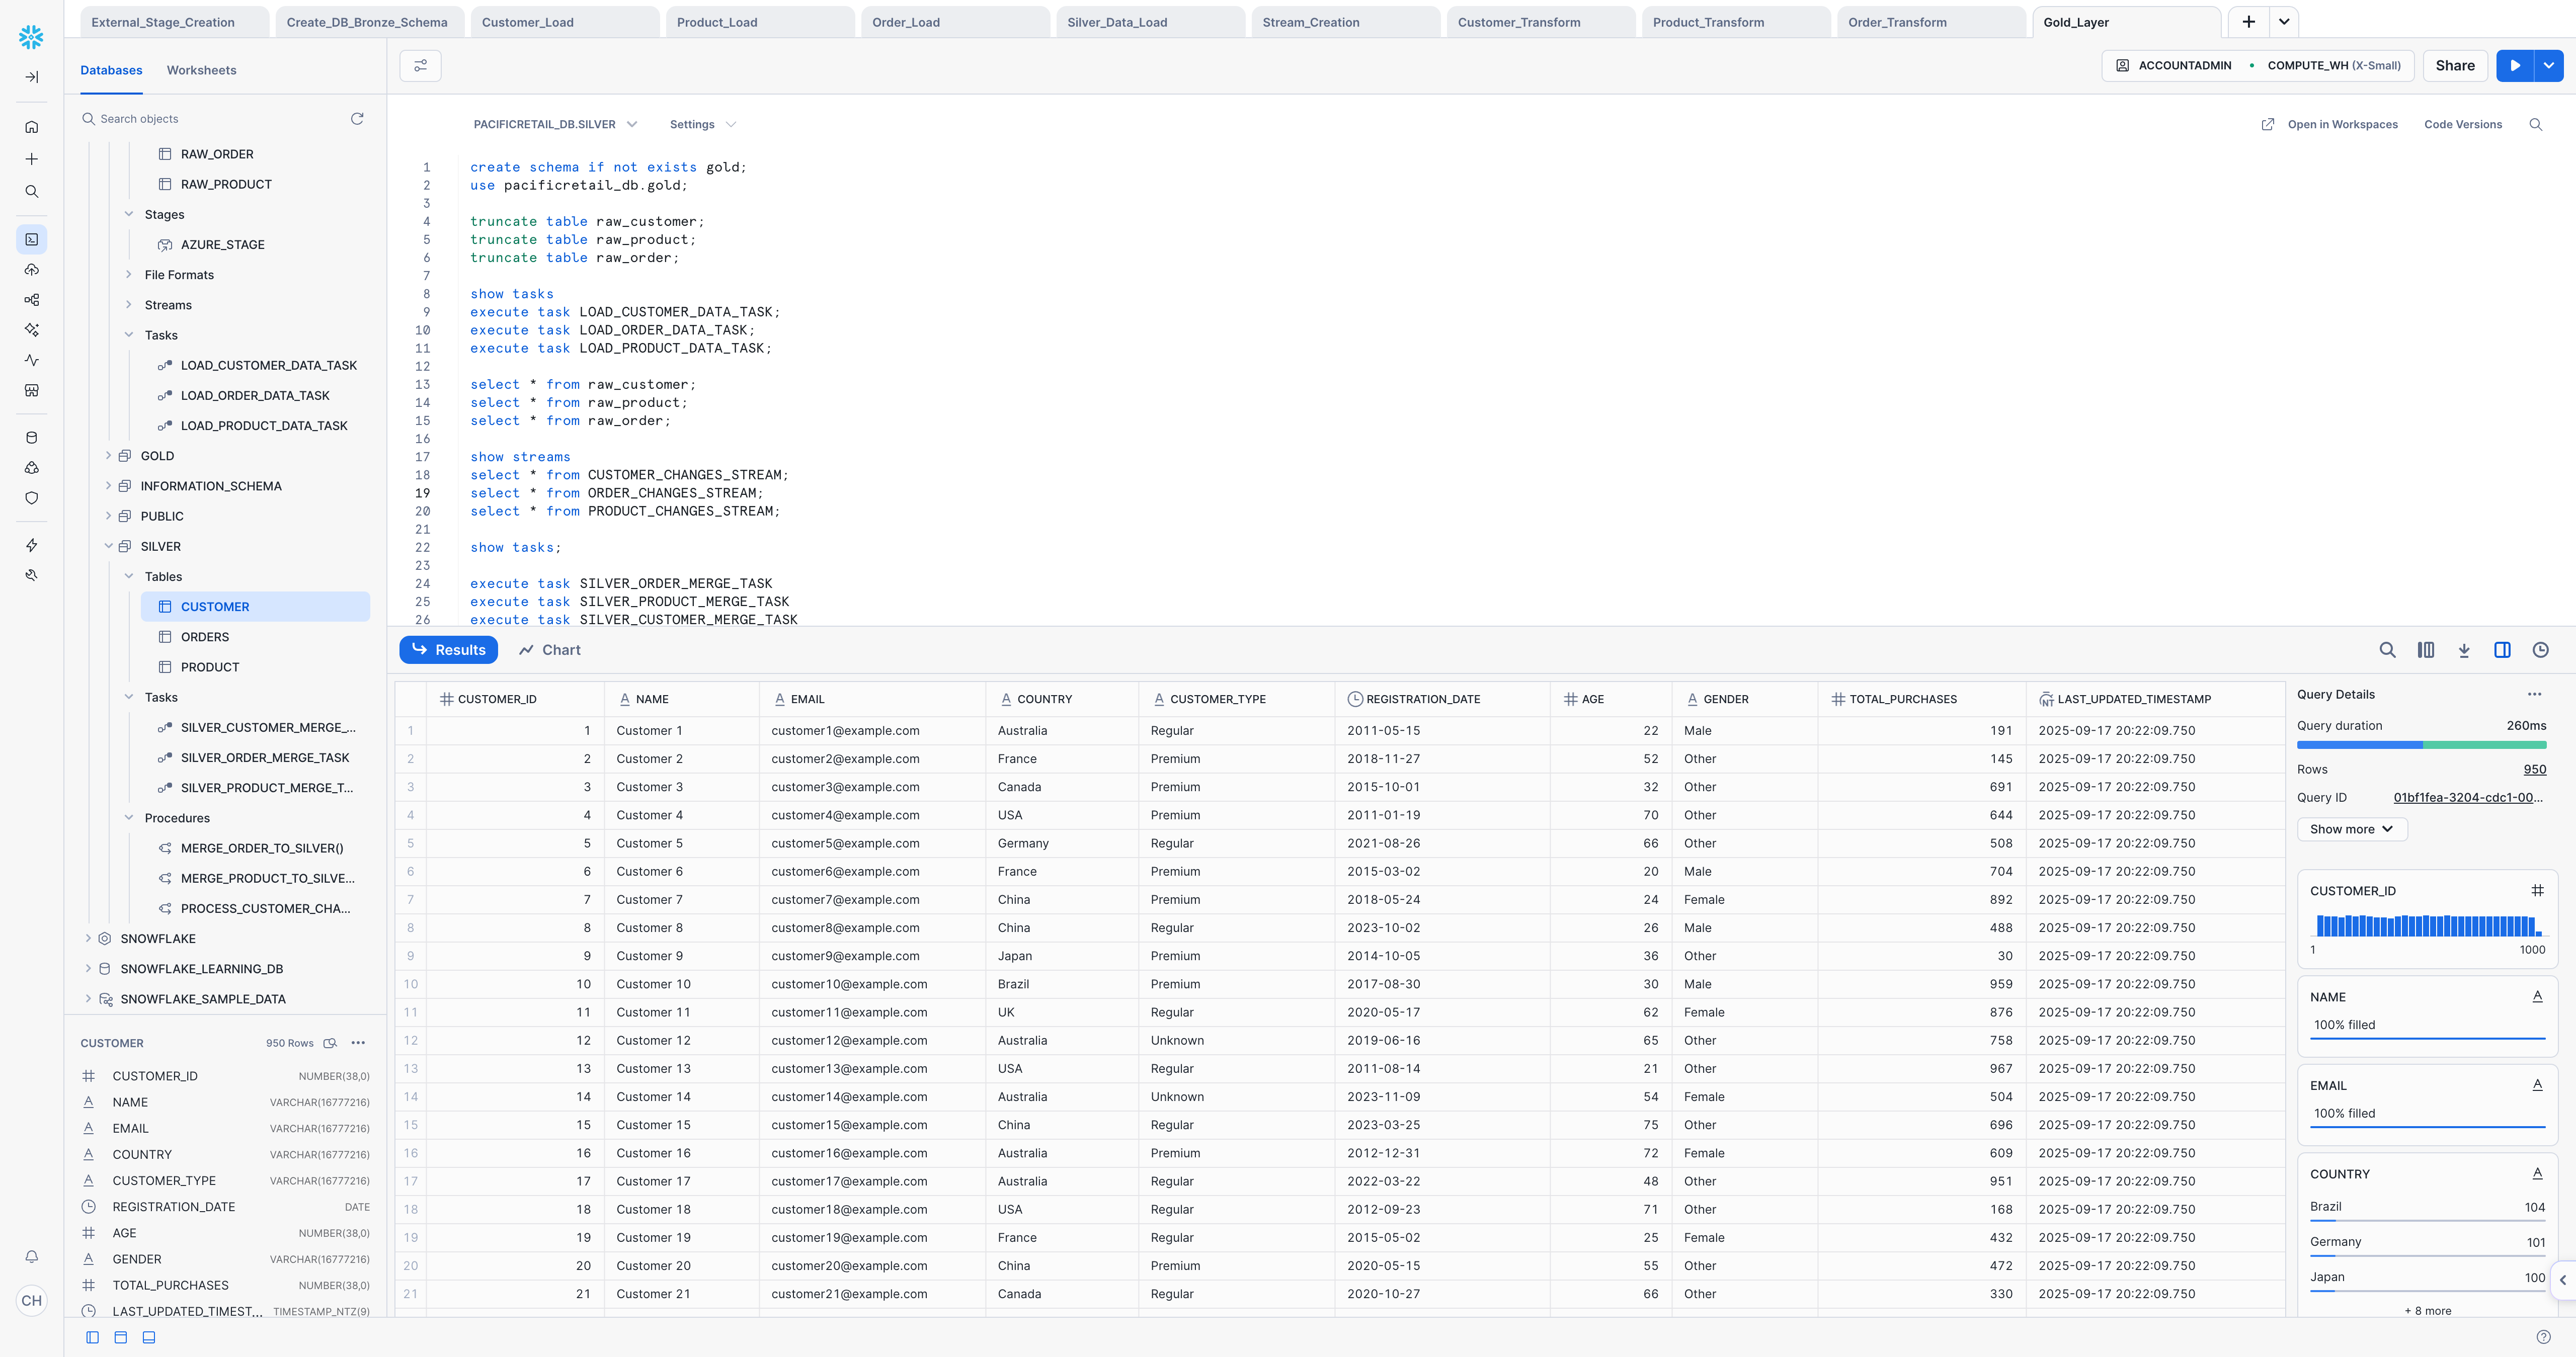 External_Stage_Creation Create_DB_Bronze_Schema Customer_Load Product_Load Order_Load Silver_Data_Load Stream_Creation Customer_Transform Product_Transform Order_Transform Gold_Layer
Databases Worksheets
ACCOUNTADMIN • COMPUTE_WH (X-Small) Share
Search objects
RAW_ORDER
RAW_PRODUCT
Stages
AZURE_STAGE
File Formats
Streams
Tasks
LOAD_CUSTOMER_DATA_TASK
LOAD_ORDER_DATA_TASK
LOAD_PRODUCT_DATA_TASK
GOLD
INFORMATION_SCHEMA
PUBLIC
SILVER
Tables
CUSTOMER
ORDERS
PRODUCT
Tasks
SILVER_CUSTOMER_MERGE_...
SILVER_ORDER_MERGE_TASK
SILVER_PRODUCT_MERGE_T...
Procedures
MERGE_ORDER_TO_SILVER()
MERGE_PRODUCT_TO_SILVE...
PROCESS_CUSTOMER_CHA...
SNOWFLAKE
SNOWFLAKE_LEARNING_DB
SNOWFLAKE_SAMPLE_DATA
CUSTOMER 950 Rows ...
CUSTOMER_ID NUMBER(38,0)
NAME VARCHAR(16777216)
EMAIL VARCHAR(16777216)
COUNTRY VARCHAR(16777216)
CUSTOMER_TYPE VARCHAR(16777216)
REGISTRATION_DATE DATE
AGE NUMBER(38,0)
GENDER VARCHAR(16777216)
TOTAL_PURCHASES NUMBER(38,0)
LAST_UPDATED_TIMEST... TIMESTAMP_NTZ(9)
CH
PACIFICRETAIL_DB.SILVER Settings Open in Workspaces Code Versions
1 create schema if not exists gold;
2 use pacificretail_db.gold;
3
4 truncate table raw_customer;
5 truncate table raw_product;
6 truncate table raw_order;
7
8 show tasks
9 execute task LOAD_CUSTOMER_DATA_TASK;
10 execute task LOAD_ORDER_DATA_TASK;
11 execute task LOAD_PRODUCT_DATA_TASK;
12
13 select * from raw_customer;
14 select * from raw_product;
15 select * from raw_order;
16
17 show streams
18 select * from CUSTOMER_CHANGES_STREAM;
19 select * from ORDER_CHANGES_STREAM;
20 select * from PRODUCT_CHANGES_STREAM;
21
22 show tasks;
23
24 execute task SILVER_ORDER_MERGE_TASK
25 execute task SILVER_PRODUCT_MERGE_TASK
26 execute task SILVER_CUSTOMER_MERGE_TASK
Results Chart
# CUSTOMER_ID A NAME A EMAIL A COUNTRY A CUSTOMER_TYPE REGISTRATION_DATE # AGE A GENDER # TOTAL_PURCHASES LAST_UPDATED_TIMESTAMP
1 1 Customer 1 customer1@example.com Australia Regular 2011-05-15 22 Male 191 2025-09-17 20:22:09.750
2 2 Customer 2 customer2@example.com France Premium 2018-11-27 52 Other 145 2025-09-17 20:22:09.750
3 3 Customer 3 customer3@example.com Canada Premium 2015-10-01 32 Other 691 2025-09-17 20:22:09.750
4 4 Customer 4 customer4@example.com USA Premium 2011-01-19 70 Other 644 2025-09-17 20:22:09.750
5 5 Customer 5 customer5@example.com Germany Regular 2021-08-26 66 Other 508 2025-09-17 20:22:09.750
6 6 Customer 6 customer6@example.com France Premium 2015-03-02 20 Male 704 2025-09-17 20:22:09.750
7 7 Customer 7 customer7@example.com China Premium 2018-05-24 24 Female 892 2025-09-17 20:22:09.750
8 8 Customer 8 customer8@example.com China Regular 2023-10-02 26 Male 488 2025-09-17 20:22:09.750
9 9 Customer 9 customer9@example.com Japan Premium 2014-10-05 36 Other 30 2025-09-17 20:22:09.750
10 10 Customer 10 customer10@example.com Brazil Premium 2017-08-30 30 Male 959 2025-09-17 20:22:09.750
11 11 Customer 11 customer11@example.com UK Regular 2020-05-17 62 Female 876 2025-09-17 20:22:09.750
12 12 Customer 12 customer12@example.com Australia Unknown 2019-06-16 65 Other 758 2025-09-17 20:22:09.750
13 13 Customer 13 customer13@example.com USA Regular 2011-08-14 21 Other 967 2025-09-17 20:22:09.750
14 14 Customer 14 customer14@example.com Australia Unknown 2023-11-09 54 Female 504 2025-09-17 20:22:09.750
15 15 Customer 15 customer15@example.com China Regular 2023-03-25 75 Other 696 2025-09-17 20:22:09.750
16 16 Customer 16 customer16@example.com Australia Premium 2012-12-31 72 Female 609 2025-09-17 20:22:09.750
17 17 Customer 17 customer17@example.com Australia Regular 2022-03-22 48 Other 951 2025-09-17 20:22:09.750
18 18 Customer 18 customer18@example.com USA Regular 2012-09-23 71 Other 168 2025-09-17 20:22:09.750
19 19 Customer 19 customer19@example.com France Regular 2015-05-02 25 Female 432 2025-09-17 20:22:09.750
20 20 Customer 20 customer20@example.com China Premium 2020-05-15 55 Other 472 2025-09-17 20:22:09.750
21 21 Customer 21 customer21@example.com Canada Regular 2020-10-27 66 Other 330 2025-09-17 20:22:09.750
Query Details ...
Query duration 260ms
Rows 950
Query ID 01bf1fea-3204-cdc1-00...
Show more
CUSTOMER_ID #
1 1000
NAME A
100% filled
EMAIL A
100% filled
COUNTRY A
Brazil 104
Germany 101
Japan 100
+ 8 more